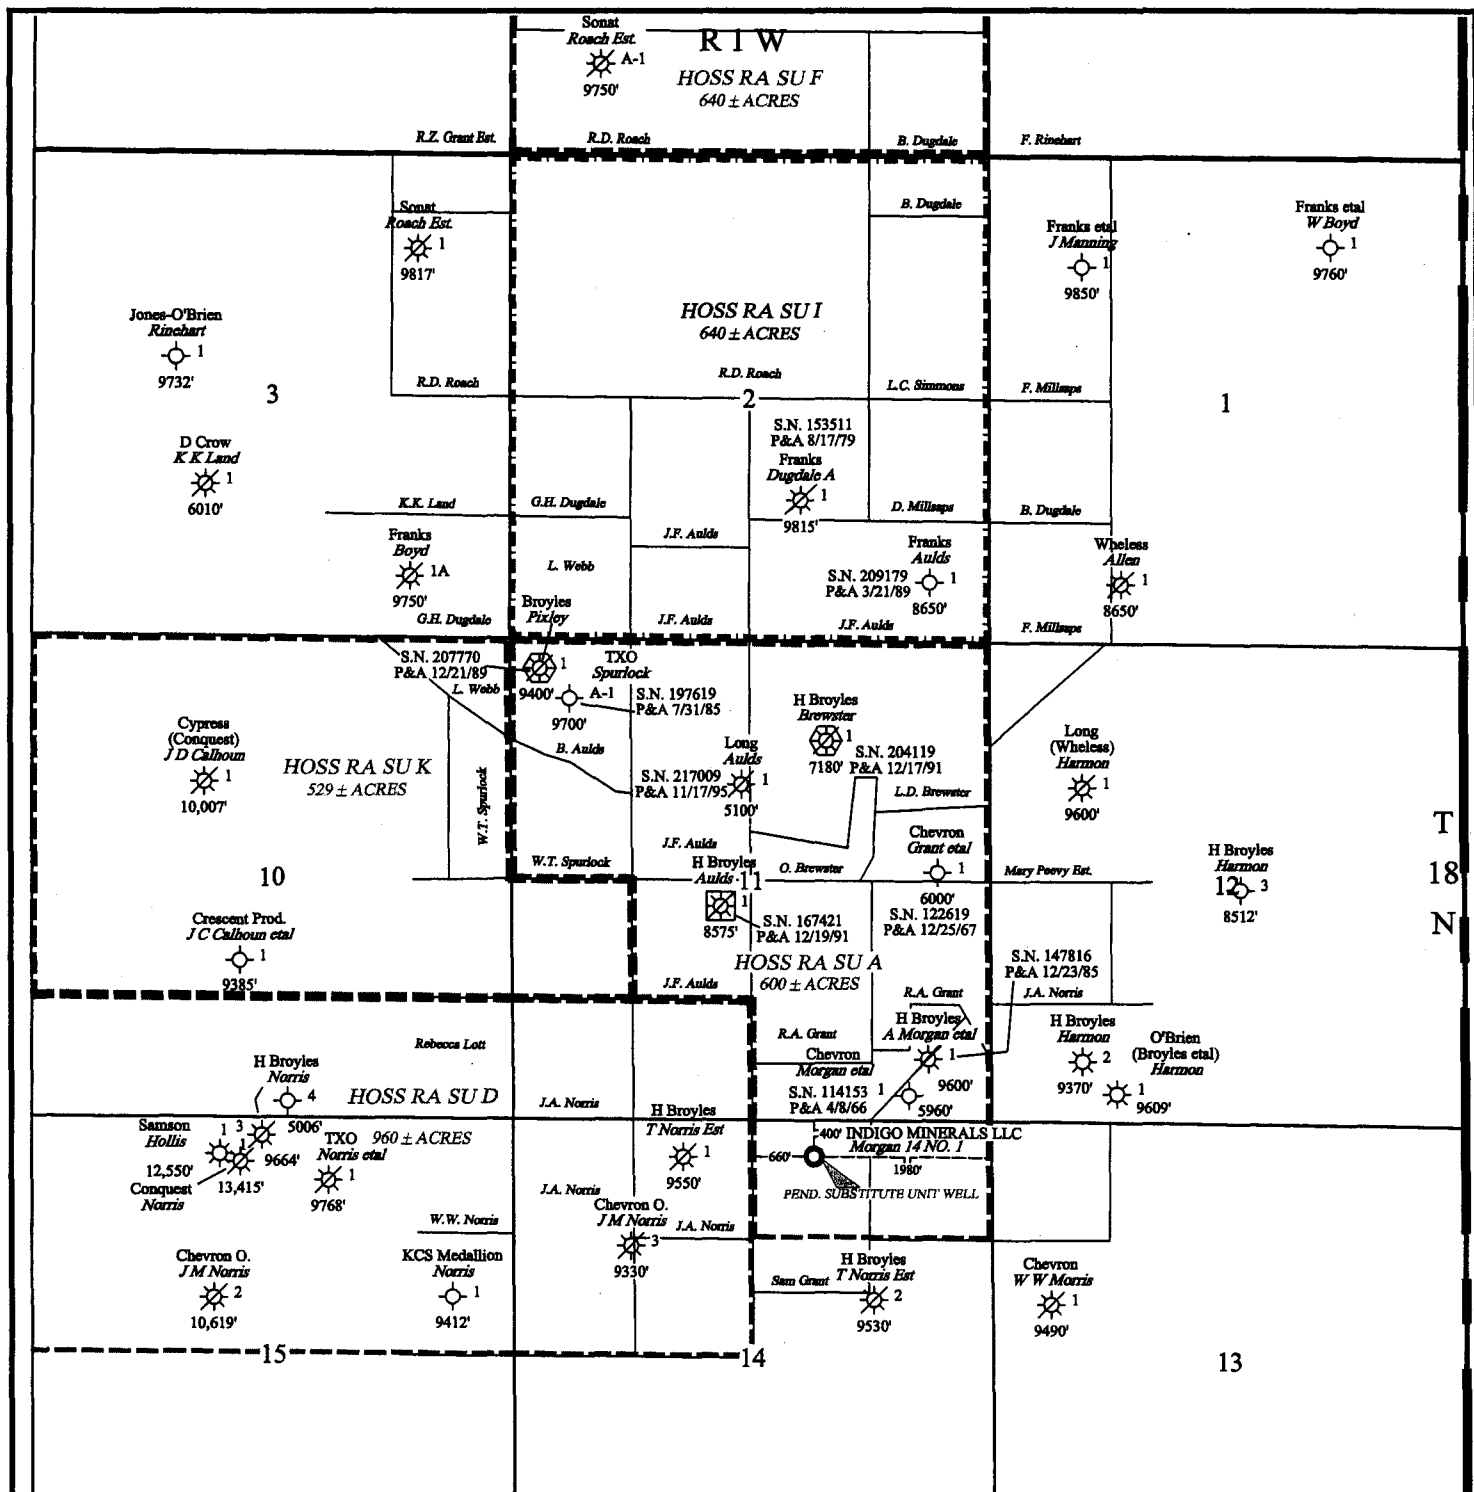 Sonat
Roach Est.
A-1
9750'
R 1 W
HOSS RA SU F
640 ± ACRES
R.Z. Grant Est.
R.D. Roach
B. Dugdale
F. Rinehart
Sonat
Roach Est.
1
9817'
B. Dugdale
Franks etal
J Manning
1
9850'
Franks etal
W Boyd
1
9760'
Jones-O'Brien
Rinehart
1
9732'
HOSS RA SU I
640 ± ACRES
3
R.D. Roach
R.D. Roach
2
L.C. Simmons
F. Millsaps
1
D Crow
K K Land
1
6010'
S.N. 153511
P&A 8/17/79
Franks
Dugdale A
1
9815'
K.K. Land
G.H. Dugdale
D. Millsaps
B. Dugdale
Franks
Boyd
1A
9750'
J.F. Aulds
L. Webb
Franks
Aulds
S.N. 209179
P&A 3/21/89
1
8650'
Wheless
Allen
1
8650'
Broyles
Pixley
G.H. Dugdale
J.F. Aulds
J.F. Aulds
F. Millsaps
S.N. 207770
P&A 12/21/89
1
9400'
L. Webb
TXO
Spurlock
A-1
9700'
S.N. 197619
P&A 7/31/85
H Broyles
Brewster
1
7180'
S.N. 204119
P&A 12/17/91
Cypress
(Conquest)
J D Calhoun
1
10,007'
HOSS RA SU K
529 ± ACRES
W.T. Spurlock
B. Aulds
Long
Aulds
S.N. 217009
P&A 11/17/95
1
5100'
L.D. Brewster
Long
(Wheless)
Harmon
1
9600'
T
18
N
J.F. Aulds
W.T. Spurlock
O. Brewster
Chevron
Grant etal
1
6000'
S.N. 122619
P&A 12/25/67
Mary Peevy Est.
H Broyles
Harmon
12
3
8512'
10
H Broyles
Aulds
11
1
8575'
S.N. 167421
P&A 12/19/91
Crescent Prod.
J C Calhoun etal
1
9385'
HOSS RA SU A
600 ± ACRES
J.F. Aulds
S.N. 147816
P&A 12/23/85
R.A. Grant
J.A. Norris
H Broyles
A Morgan etal
1
9600'
R.A. Grant
Chevron
Morgan etal
S.N. 114153
P&A 4/8/66
1
5960'
H Broyles
Harmon
2
9370'
O'Brien
(Broyles etal)
Harmon
1
9609'
Rebecca Lott
H Broyles
Norris
4
5006'
HOSS RA SU D
960 ± ACRES
J.A. Norris
H Broyles
T Norris Est
1
9550'
400'
INDIGO MINERALS LLC
Morgan 14 NO. 1
660'
1980'
PEND. SUBSTITUTE UNIT WELL
Samson
Hollis
1
12,550'
3
9664'
1
13,415'
Conquest
Norris
TXO
Norris etal
1
9768'
J.A. Norris
W.W. Norris
Chevron O.
J M Norris
3
9330'
J.A. Norris
Chevron O.
J M Norris
2
10,619'
KCS Medallion
Norris
1
9412'
Sam Grant
H Broyles
T Norris Est
2
9530'
Chevron
W W Morris
1
9490'
15
14
13